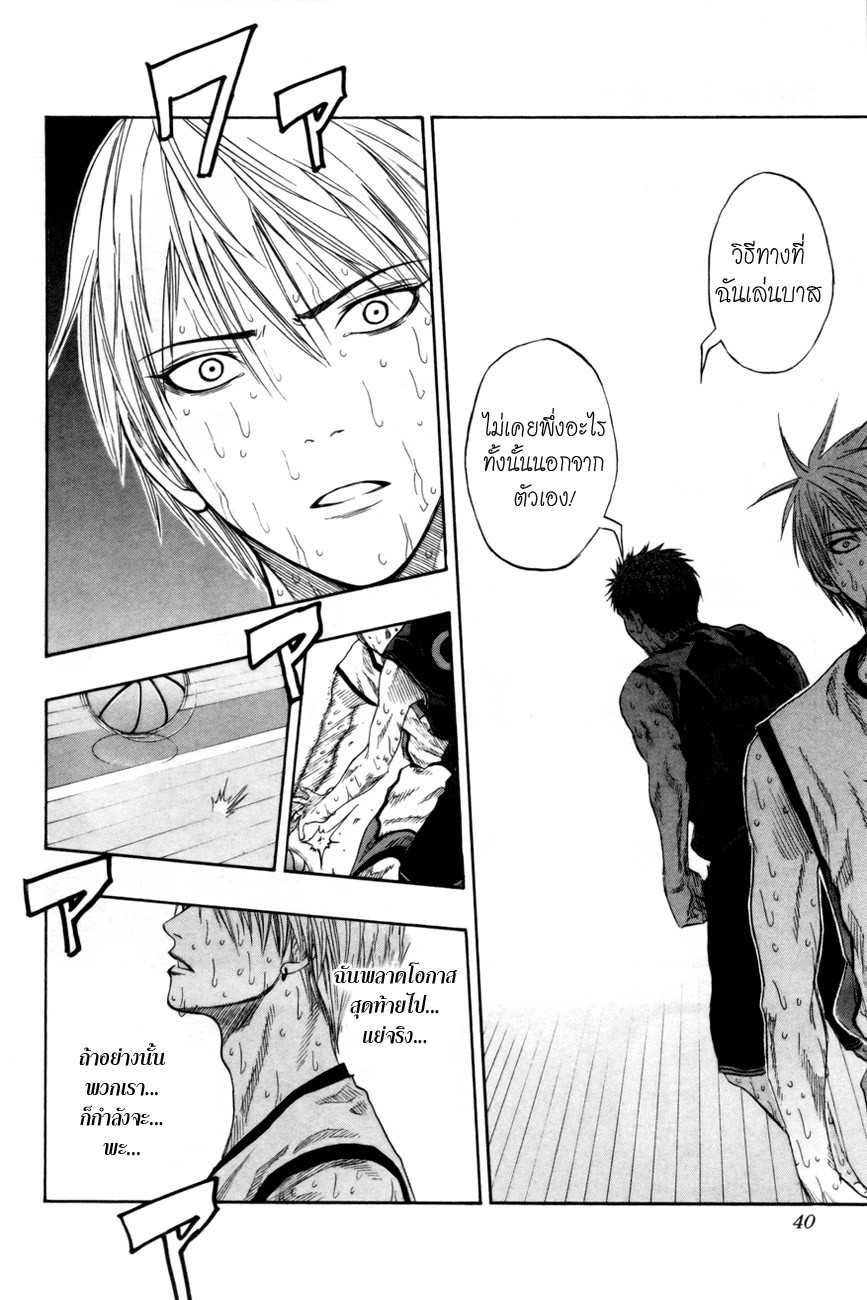 วิธีทางที่
ฉันเล่นบาส
ไม่เคยพึ่งอะไร
ทั้งนั้นนอกจาก
ตัวเอง!
ワァ
ァ
ฉันพลาดโอกาส
สุดท้ายไป...
แย่จริง...
ถ้าอย่างนั้น
พวกเรา...
ก็กำลังจะ...
พะ...
ァ
ァ
40